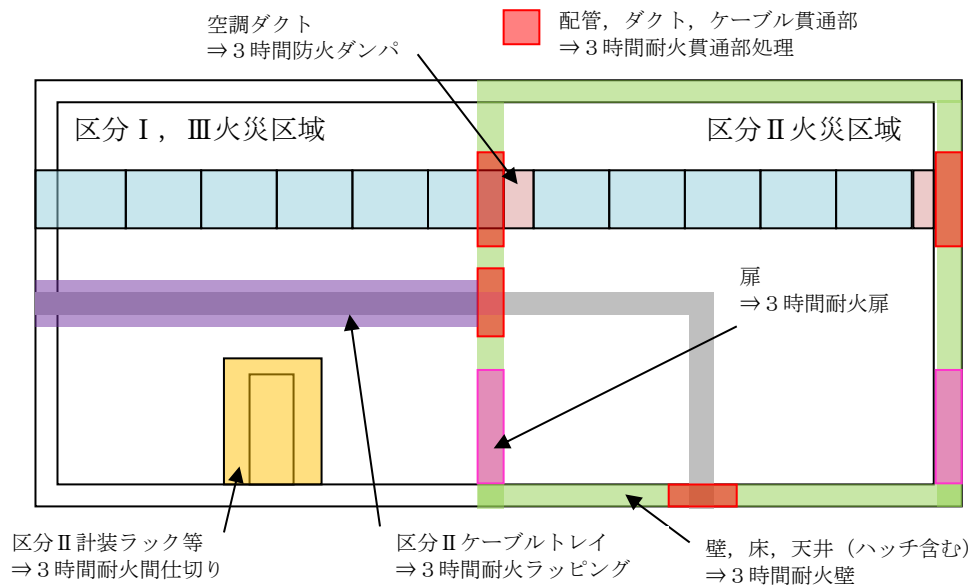 空調ダクト
⇒３時間防火ダンパ
配管，ダクト，ケーブル貫通部
⇒３時間耐火貫通部処理
区分Ⅰ，Ⅲ火災区域
区分Ⅱ火災区域
扉
⇒３時間耐火扉
区分Ⅱ計装ラック等
⇒３時間耐火間仕切り
区分Ⅱケーブルトレイ
⇒３時間耐火ラッピング
壁，床，天井（ハッチ含む）
⇒３時間耐火壁